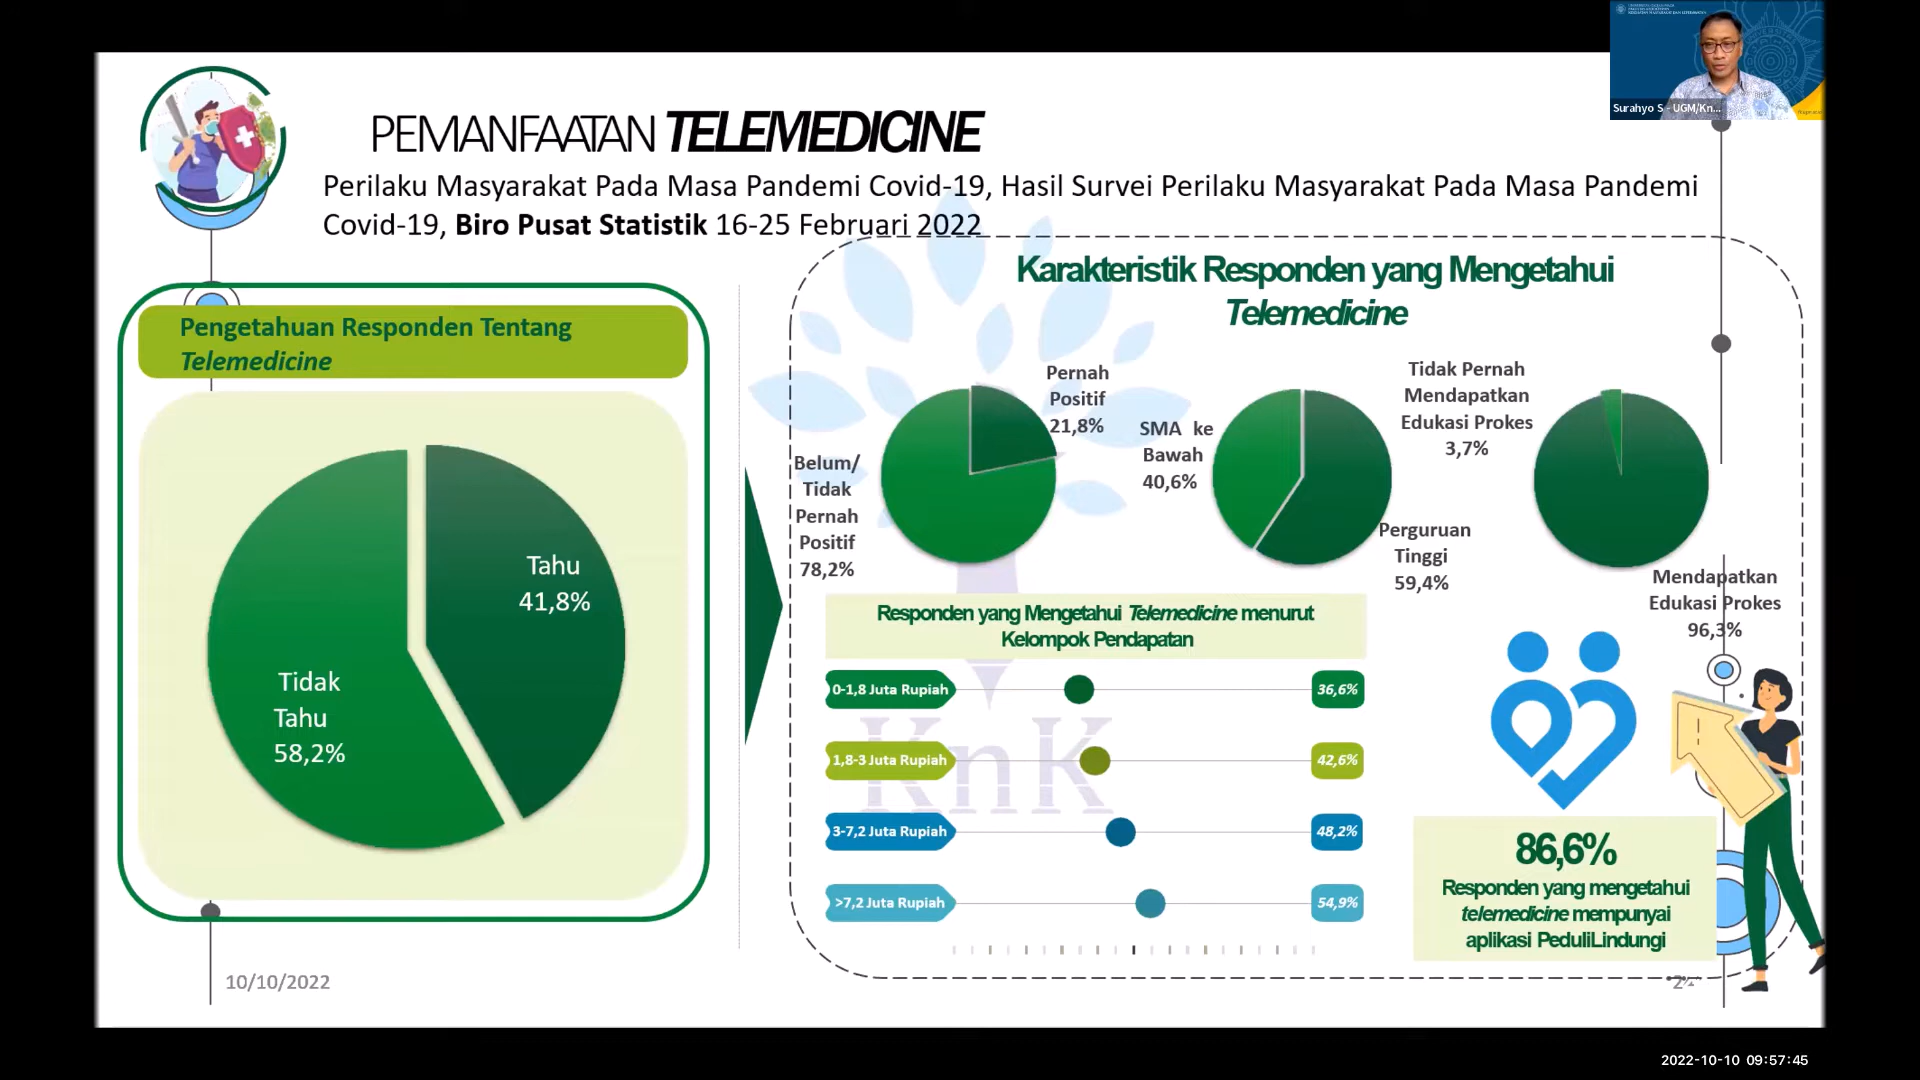 Surahyo S - UGM/Kn...
PEMANFAATAN TELEMEDICINE
Perilaku Masyarakat Pada Masa Pandemi Covid-19, Hasil Survei Perilaku Masyarakat Pada Masa Pandemi
Covid-19, Biro Pusat Statistik 16-25 Februari 2022
Pengetahuan Responden Tentang
Telemedicine
Tahu
41,8%
Tidak
Tahu
58,2%
Karakteristik Responden yang Mengetahui
Telemedicine
Pernah
Positif
21,8%
Belum/
Tidak
Pernah
Positif
78,2%
SMA ke
Bawah
40,6%
Perguruan
Tinggi
59,4%
Tidak Pernah
Mendapatkan
Edukasi Prokes
3,7%
Mendapatkan
Edukasi Prokes
96,3%
Responden yang Mengetahui Telemedicine menurut
Kelompok Pendapatan
0-1,8 Juta Rupiah 36,6%
1,8-3 Juta Rupiah 42,6%
3-7,2 Juta Rupiah 48,2%
>7,2 Juta Rupiah 54,9%
KnK
86,6%
Responden yang mengetahui
telemedicine mempunyai
aplikasi PeduliLindungi
10/10/2022
2022-10-10 09:57:45